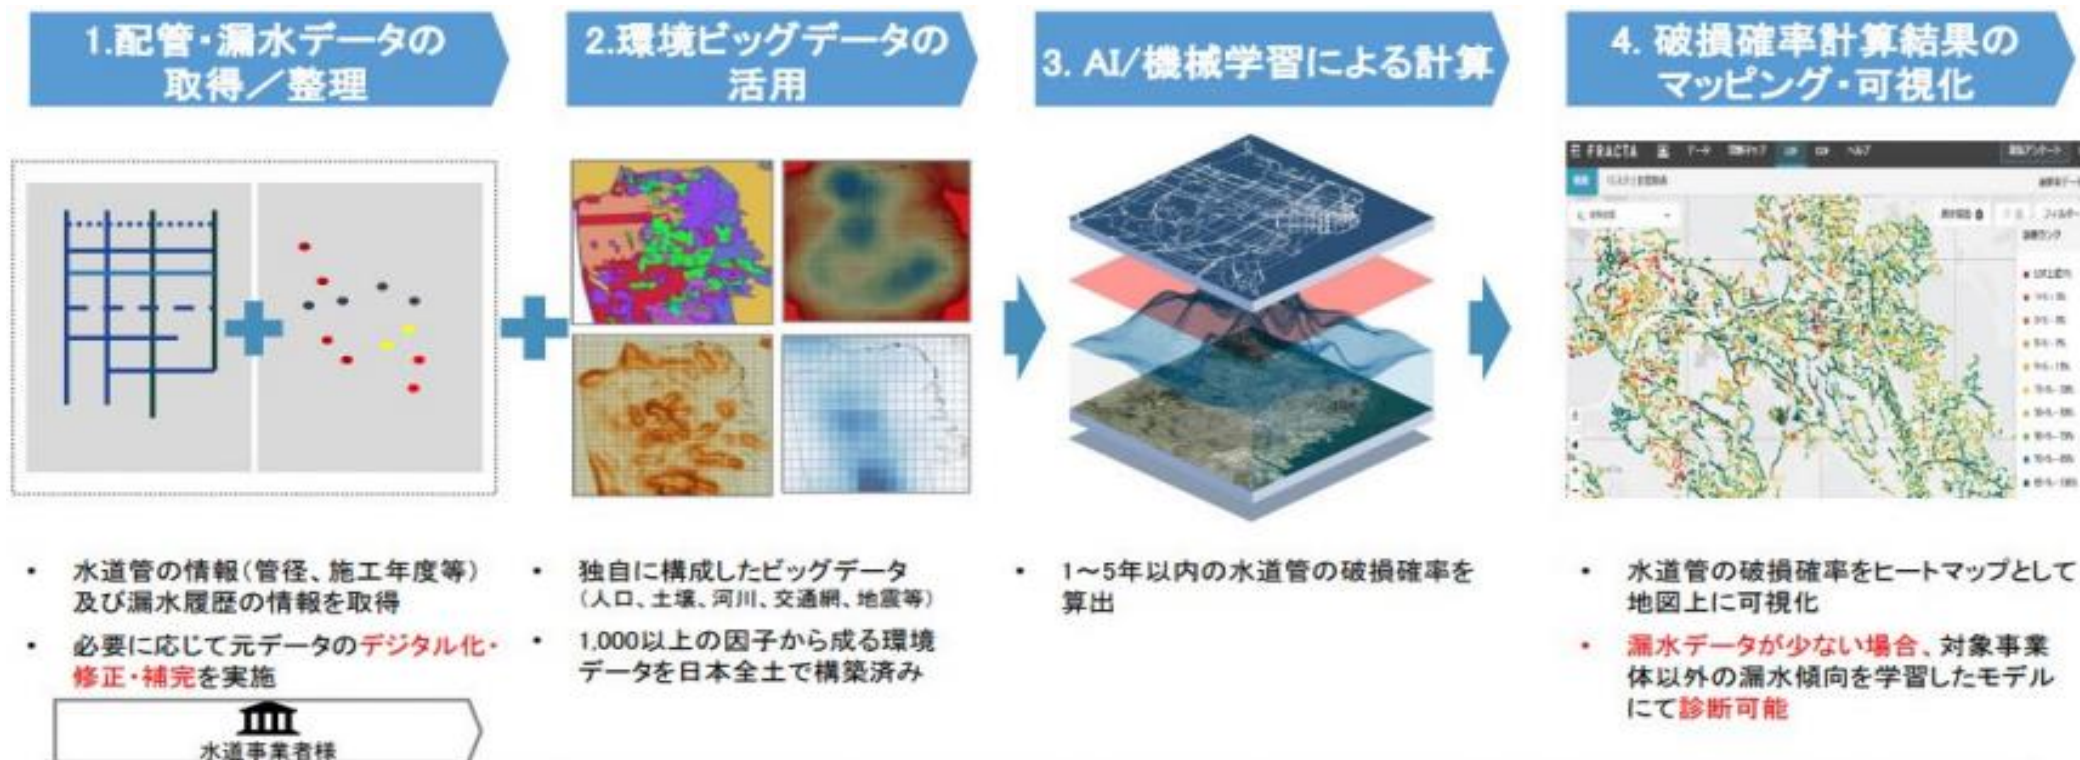 1.配管・漏水データの
取得／整理
2.環境ビッグデータの
活用
3. AI/機械学習による計算
4. 破損確率計算結果の
マッピング・可視化
FRACTA
データ
ヘルプ
・ 水道管の情報(管径、施工年度等)
及び漏水履歴の情報を取得
・ 必要に応じて元データのデジタル化・
修正・補完を実施
水道事業者様
・ 独自に構成したビッグデータ
(人口、土壌、河川、交通網、地震等)
・ 1,000以上の因子から成る環境
データを日本全土で構築済み
・ 1～5年以内の水道管の破損確率を
算出
・ 水道管の破損確率をヒートマップとして
地図上に可視化
・ 漏水データが少ない場合、対象事業
体以外の漏水傾向を学習したモデル
にて診断可能